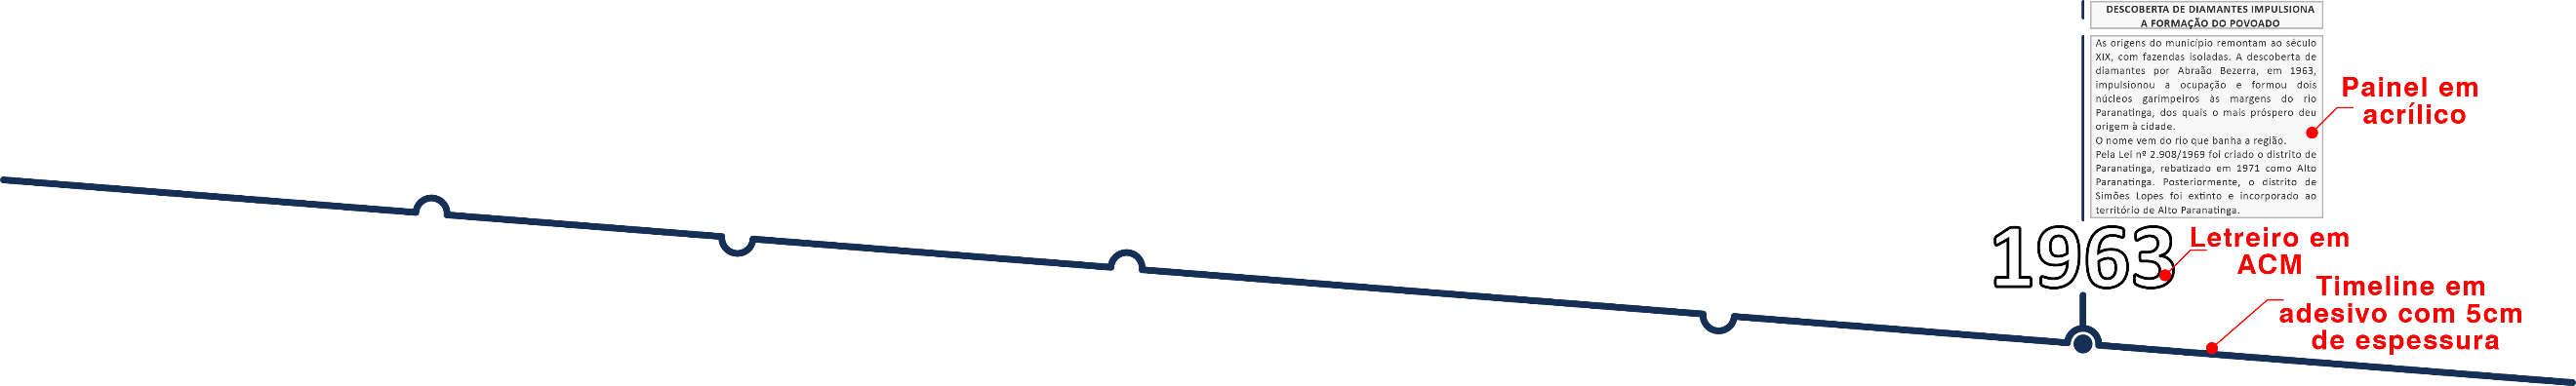 DESCOBERTA DE DIAMANTES IMPULSIONA
A FORMAÇÃO DO POVOADO
As origens do município remontam ao século
XIX, com fazendas isoladas. A descoberta de
diamantes por Abraão Bezerra, em 1963,
impulsionou a ocupação e formou dois
núcleos garimpeiros às margens do rio
Paranatinga, dos quais o mais próspero deu
origem à cidade.
O nome vem do rio que banha a região.
Pela Lei nº 2.908/1969 foi criado o distrito de
Paranatinga, rebatizado em 1971 como Alto
Paranatinga. Posteriormente, o distrito de
Simões Lopes foi extinto e incorporado ao
território de Alto Paranatinga.
Painel em
acrílico
1963
Letreiro em
ACM
Timeline em
adesivo com 5cm
de espessura